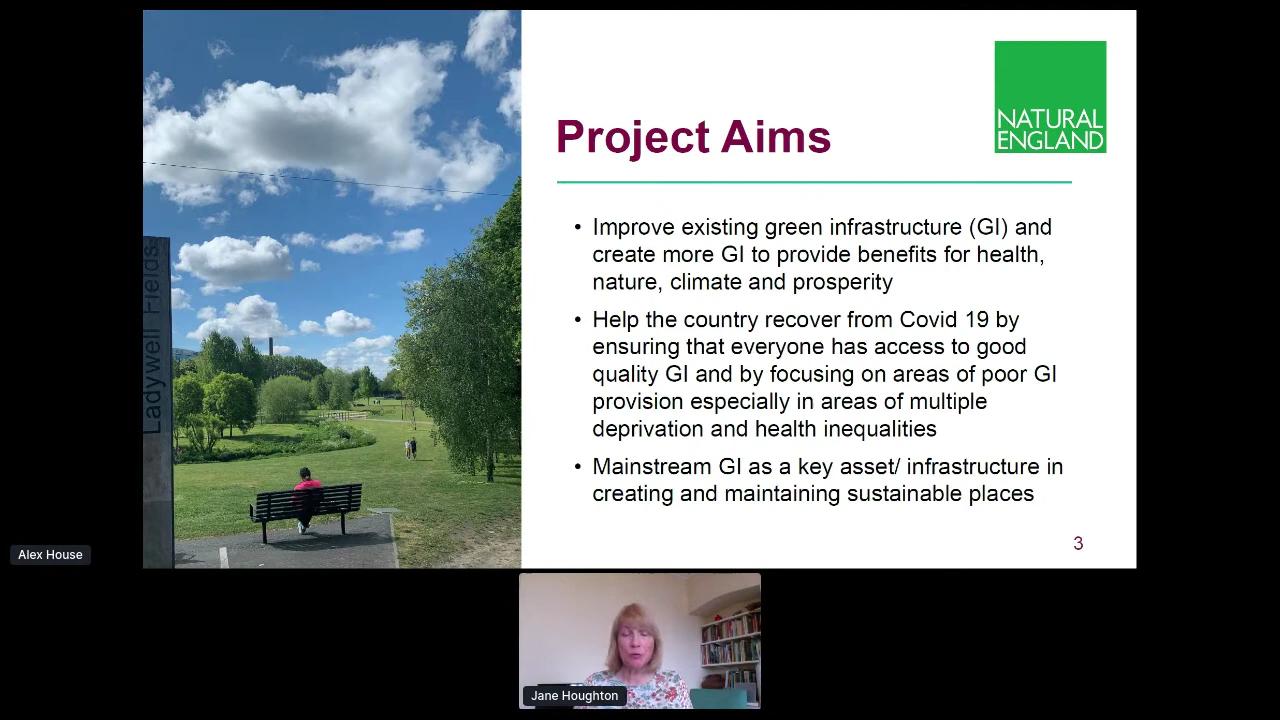 NATURAL
ENGLAND
Project Aims
• Improve existing green infrastructure (GI) and
create more GI to provide benefits for health,
nature, climate and prosperity
• Help the country recover from Covid 19 by
ensuring that everyone has access to good
quality GI and by focusing on areas of poor GI
provision especially in areas of multiple
deprivation and health inequalities
• Mainstream GI as a key asset/ infrastructure in
creating and maintaining sustainable places
3
Ladywell Fields
Alex House
Jane Houghton